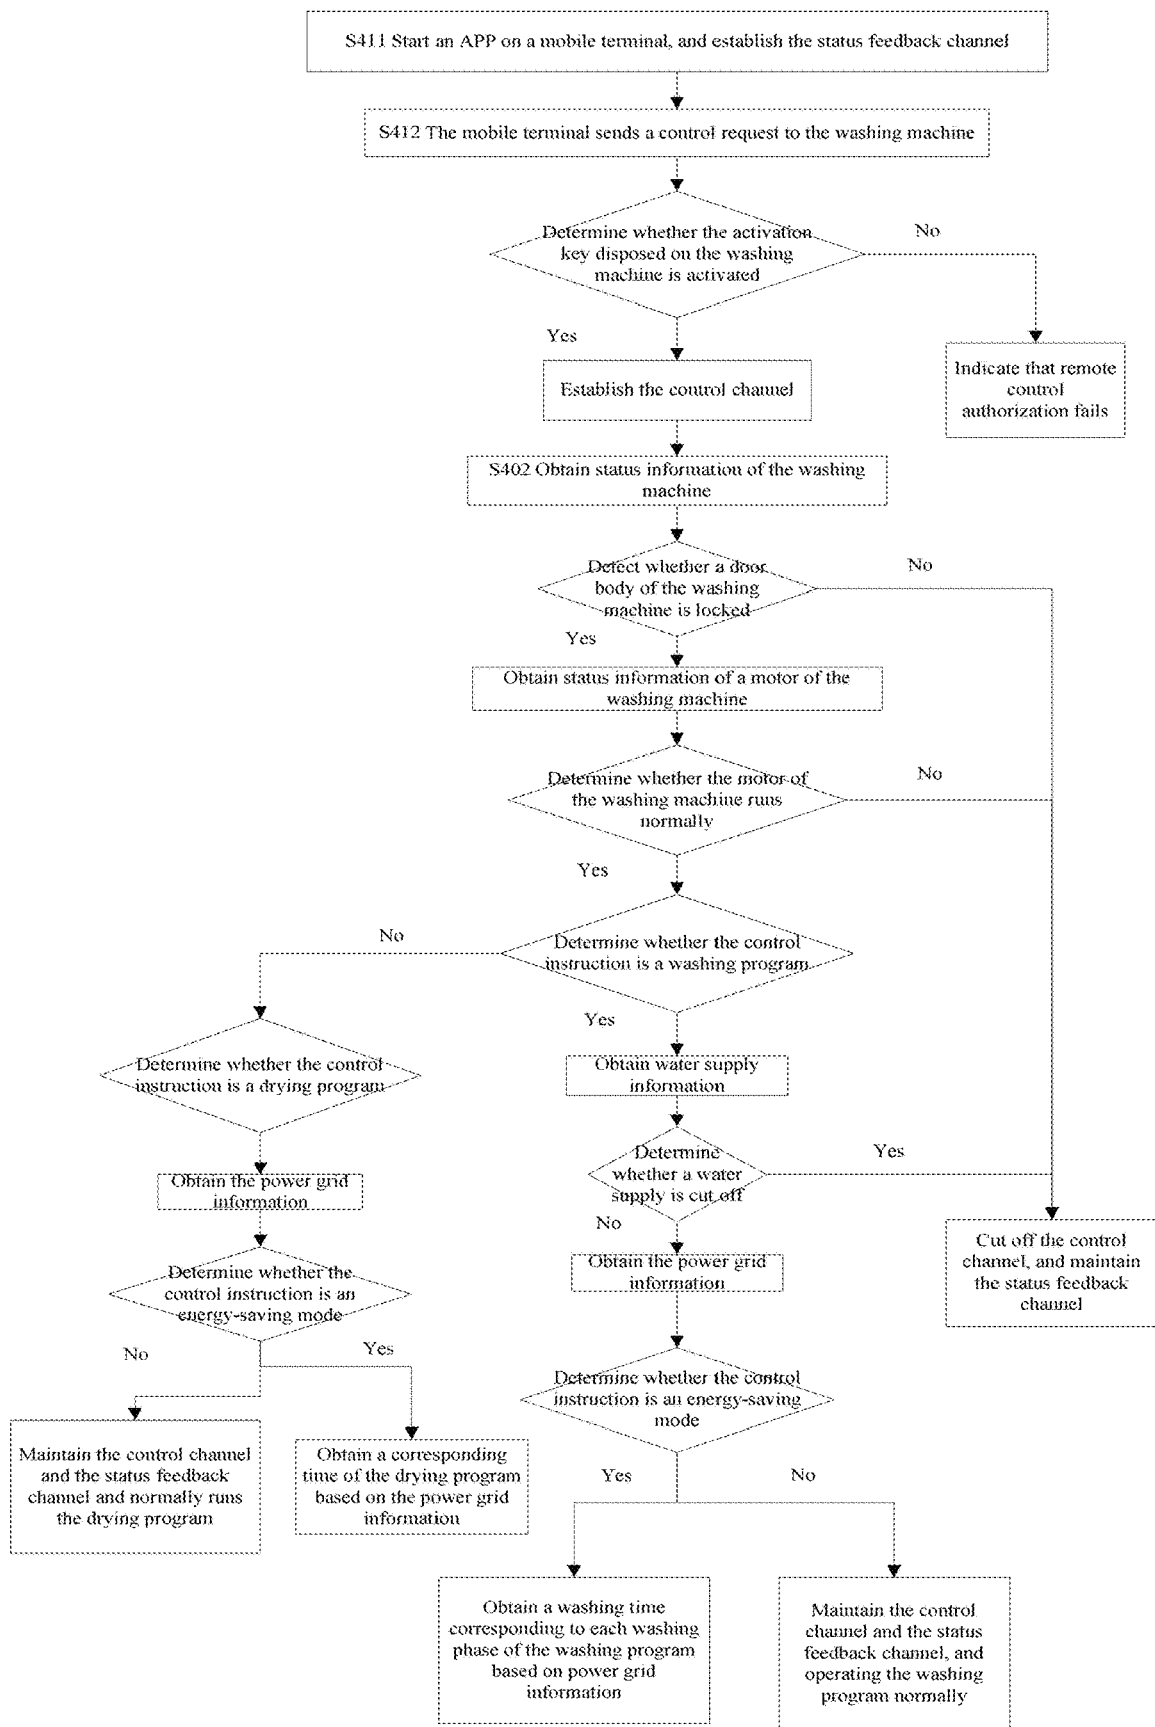 S411 Start an APP on a mobile terminal, and establish the status feedback channel
S412 The mobile terminal sends a control request to the washing machine
Determine whether the activation
key disposed on the washing
machine is activated
No
Yes
Indicate that remote
control
authorization fails
Establish the control channel
S402 Obtain status information of the washing
machine
Detect whether a door
body of the washing
machine is locked
No
Yes
Obtain status information of a motor of the
washing machine
Determine whether the motor of
the washing machine runs
normally
No
Yes
Determine whether the control
instruction is a washing program
No
Yes
Determine whether the control
instruction is a drying program
Obtain water supply
information
Determine
whether a water
supply is cut off
Yes
No
Obtain the power grid
information
Cut off the control
channel, and maintain
the status feedback
channel
Obtain the power grid
information
Determine whether the
control instruction is an
energy-saving mode
No
Yes
Determine whether the control
instruction is an energy-saving
mode
Maintain the control channel
and the status feedback
channel and normally runs
the drying program
Obtain a corresponding
time of the drying program
based on the power grid
information
Yes
No
Obtain a washing time
corresponding to each washing
phase of the washing program
based on power grid
information
Maintain the control
channel and the status
feedback channel, and
operating the washing
program normally